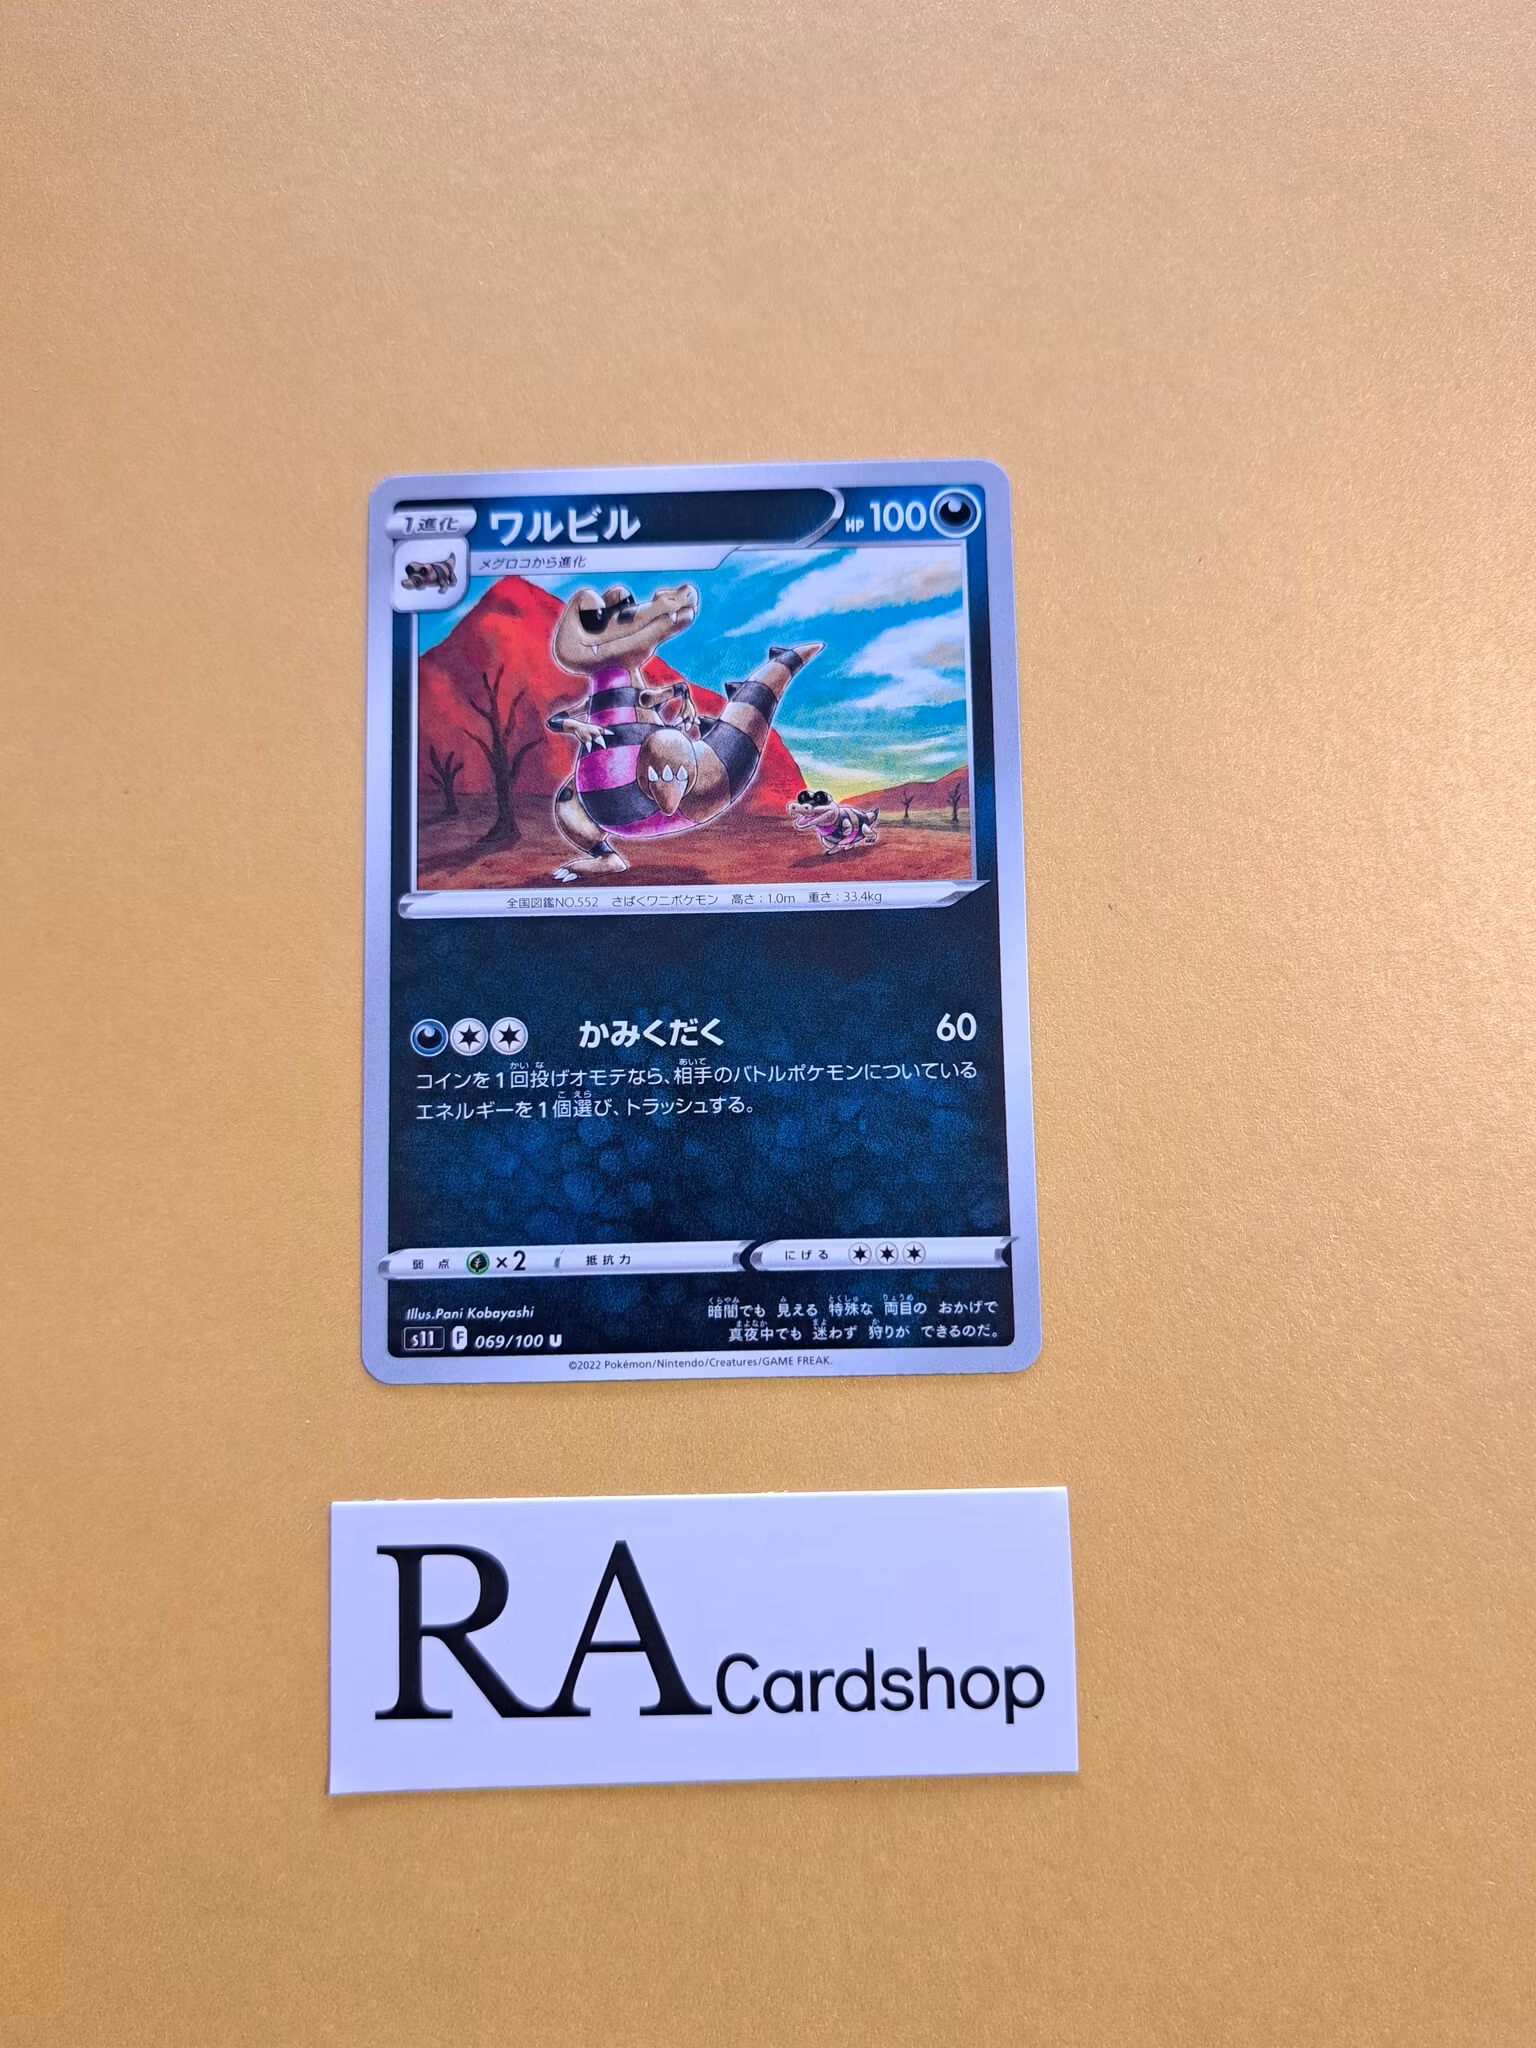 1進化 ワルビル HP 100
メグロコから進化
全国図鑑NO.552 さばくワニポケモン 高さ:1.0m 重さ:33.4kg
かみくだく 60
コインを1回投げオモテなら、相手のバトルポケモンについている
エネルギーを1個選び、トラッシュする。
弱点 ×2 抵抗力 にげる
Illus.Pani Kobayashi
暗闇でも 見える 特殊な 両目の おかげで
真夜中でも 迷わず 狩りが できるのだ。
s11 F 069/100 U
©2022 Pokémon/Nintendo/Creatures/GAME FREAK.
RA Cardshop